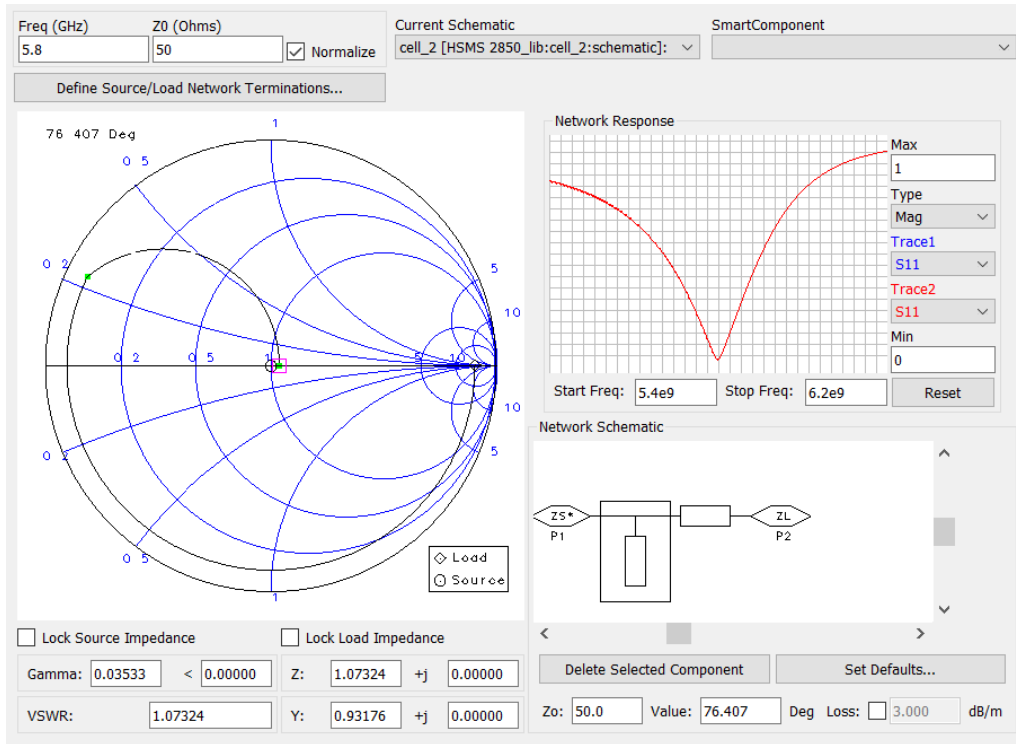 Freq (GHz) Z0 (Ohms) Current Schematic SmartComponent
5.8 50 Normalize cell_2 [HSMS 2850_lib:cell_2:schematic]:
Define Source/Load Network Terminations...
76 407 Deg
1
0 5
5
0 2
10
0 2 0 5 1 5 10
10
0 2
5
0 5
1
Load
Source
Network Response
Max
1
Type
Mag
Trace1
S11
Trace2
S11
Min
0
Start Freq: 5.4e9 Stop Freq: 6.2e9 Reset
Network Schematic
ZS* ZL
P1 P2
Lock Source Impedance Lock Load Impedance
Gamma: 0.03533 < 0.00000 Z: 1.07324 +j 0.00000
VSWR: 1.07324 Y: 0.93176 +j 0.00000
Delete Selected Component Set Defaults...
Zo: 50.0 Value: 76.407 Deg Loss: 3.000 dB/m